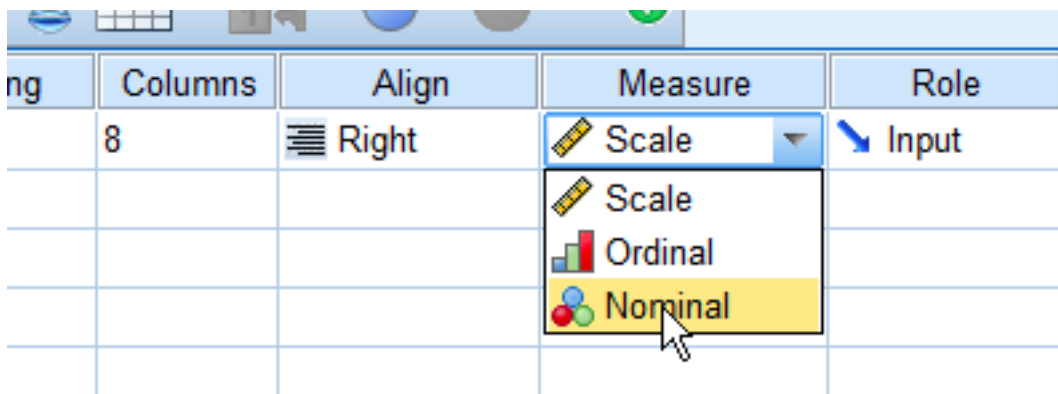 ng Columns Align Measure Role
8 Right Scale Input
Scale
Ordinal
Nominal